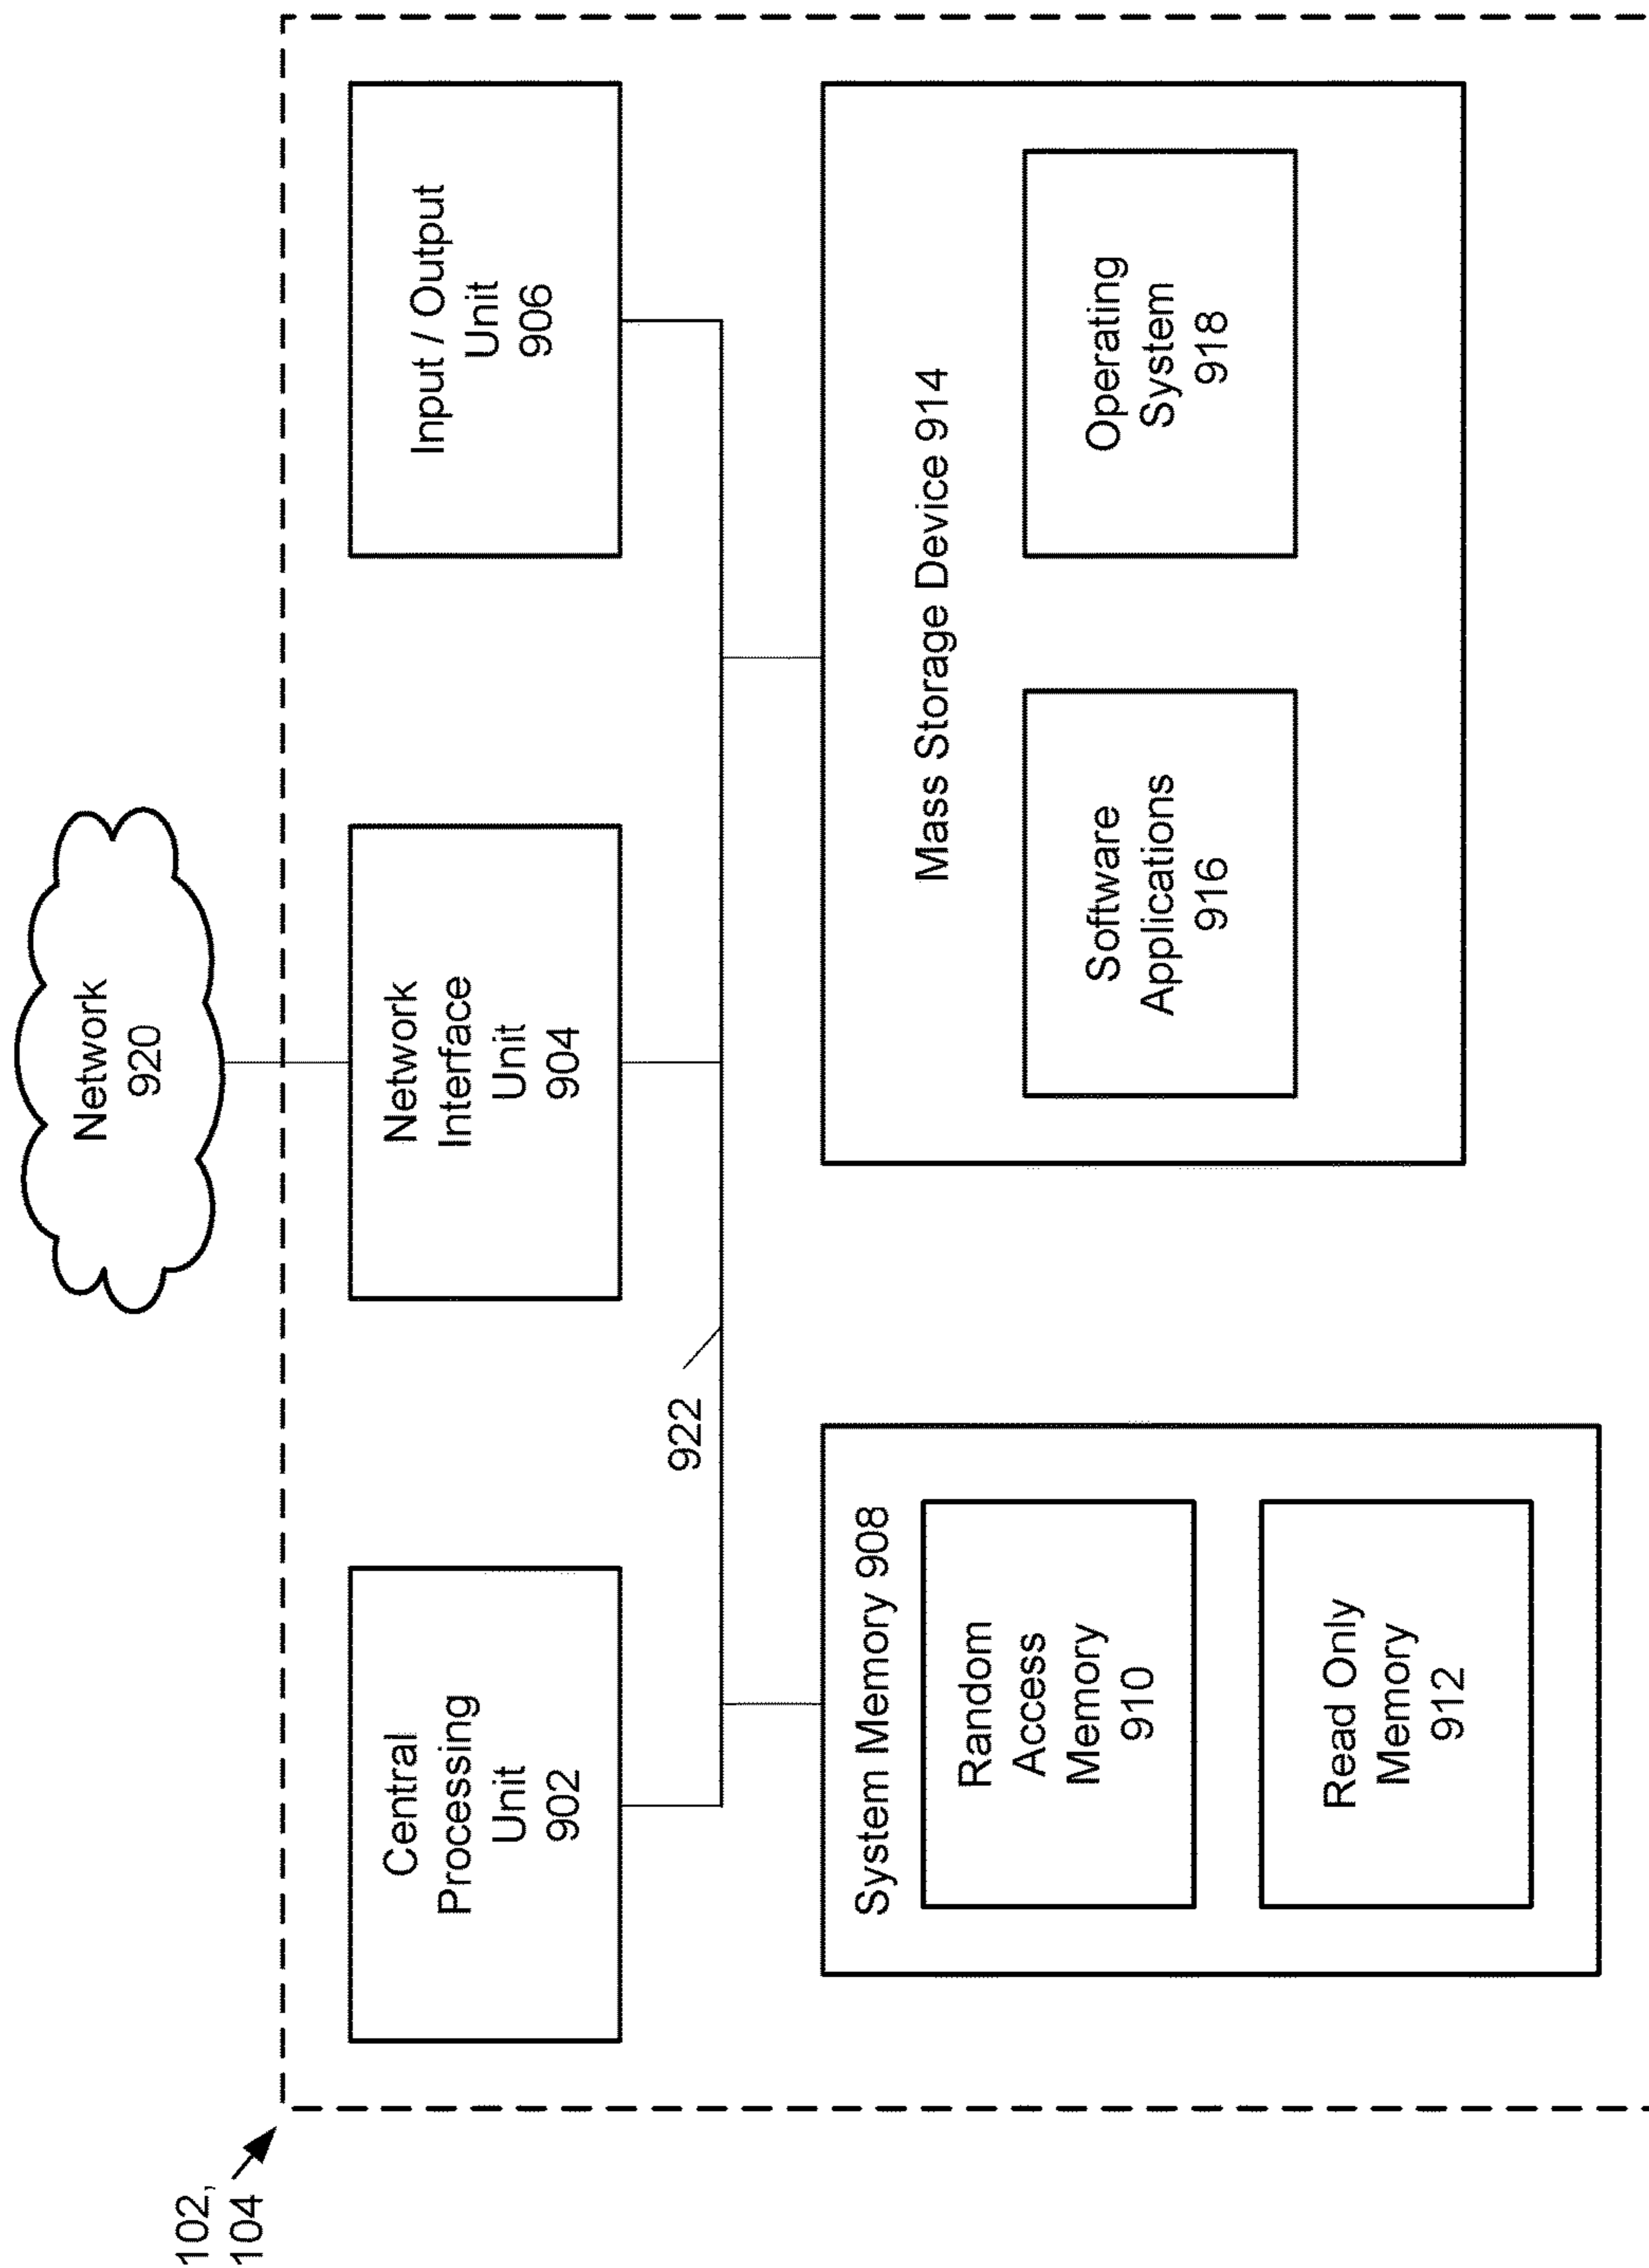 102,
104
Network
920
Central
Processing
Unit
902
Network
Interface
Unit
904
Input / Output
Unit
906
922
System Memory 908
Random
Access
Memory
910
Read Only
Memory
912
Mass Storage Device 914
Software
Applications
916
Operating
System
918